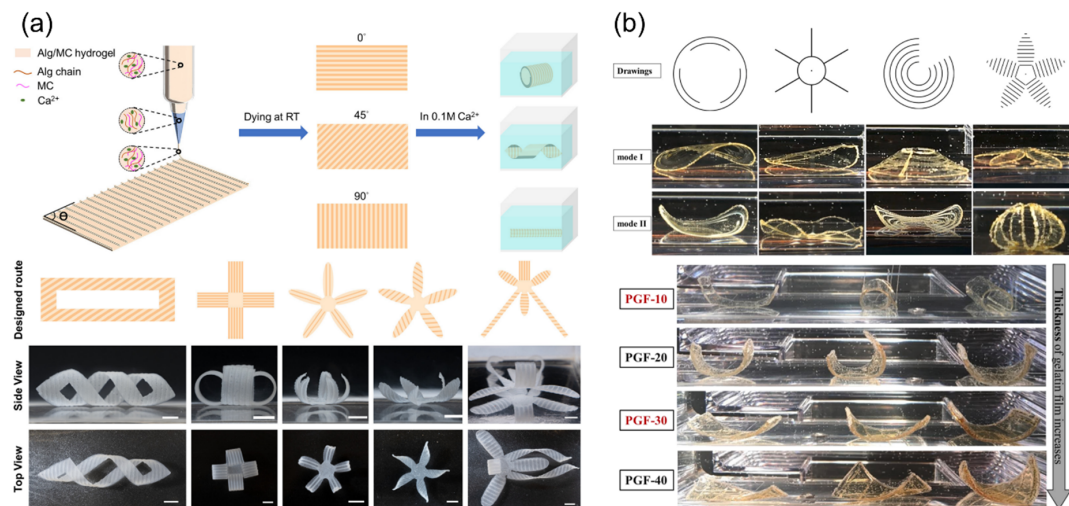 (a)
Alg/MC hydrogel
Alg chain
MC
Ca²⁺
Θ
Dying at RT
0°
45°
90°
In 0.1M Ca²⁺
Designed route
Side View
Top View
(b)
Drawings
mode I
mode II
PGF-10
PGF-20
PGF-30
PGF-40
Thickness of gelatin film increases